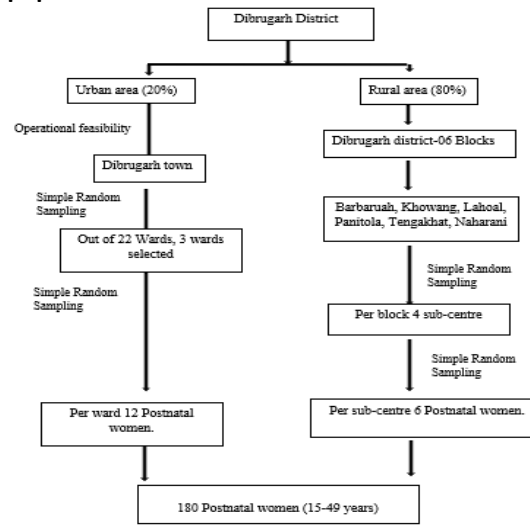 Dibrugarh District
Urban area (20%)
Rural area (80%)
Operational feasibility
Dibrugarh district-06 Blocks
Dibrugarh town
Simple Random
Sampling
Barbaruah, Khowang, Lahoal,
Panitola, Tengakhat, Naharani
Out of 22 Wards, 3 wards
selected
Simple Random
Sampling
Simple Random
Sampling
Per block 4 sub-centre
Simple Random
Sampling
Per ward 12 Postnatal
women.
Per sub-centre 6 Postnatal women.
180 Postnatal women (15-49 years)